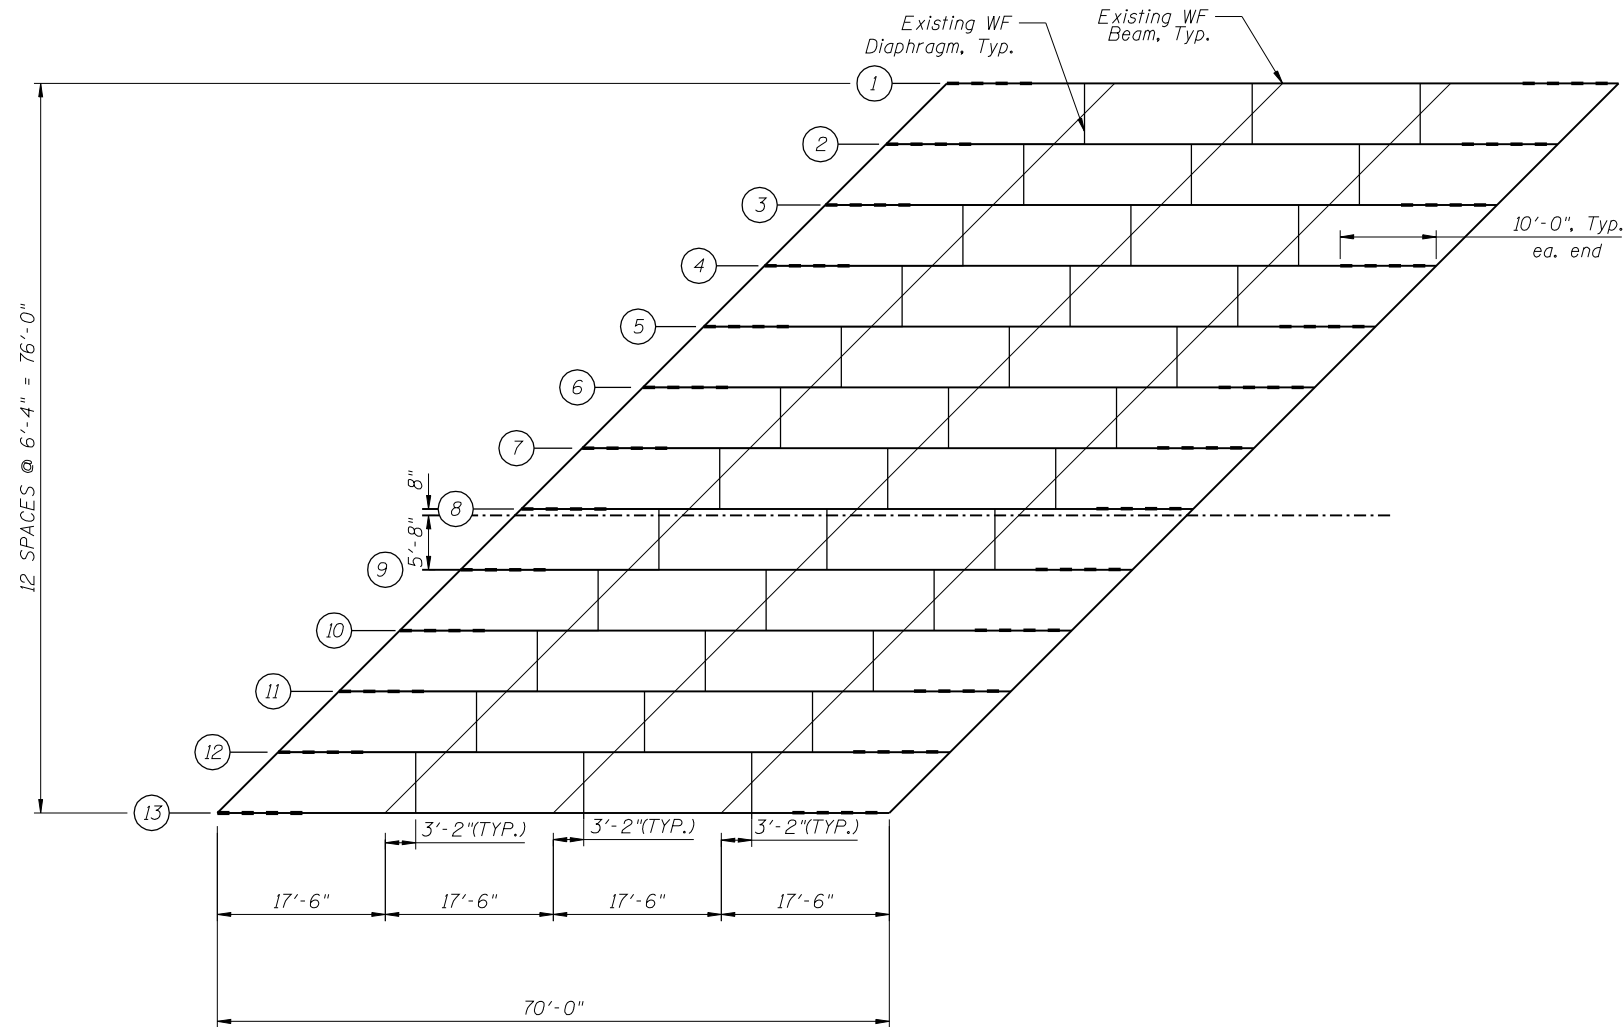 Existing WF
Diaphragm, Typ.
Existing WF
Beam, Typ.
1
2
3
10'-0", Typ.
ea. end
4
5
12 SPACES @ 6'-4" = 76'-0"
6
7
8"
8
5'-8"
9
10
11
12
13
3'-2"(TYP.)
3'-2"(TYP.)
3'-2"(TYP.)
17'-6"
17'-6"
17'-6"
17'-6"
70'-0"